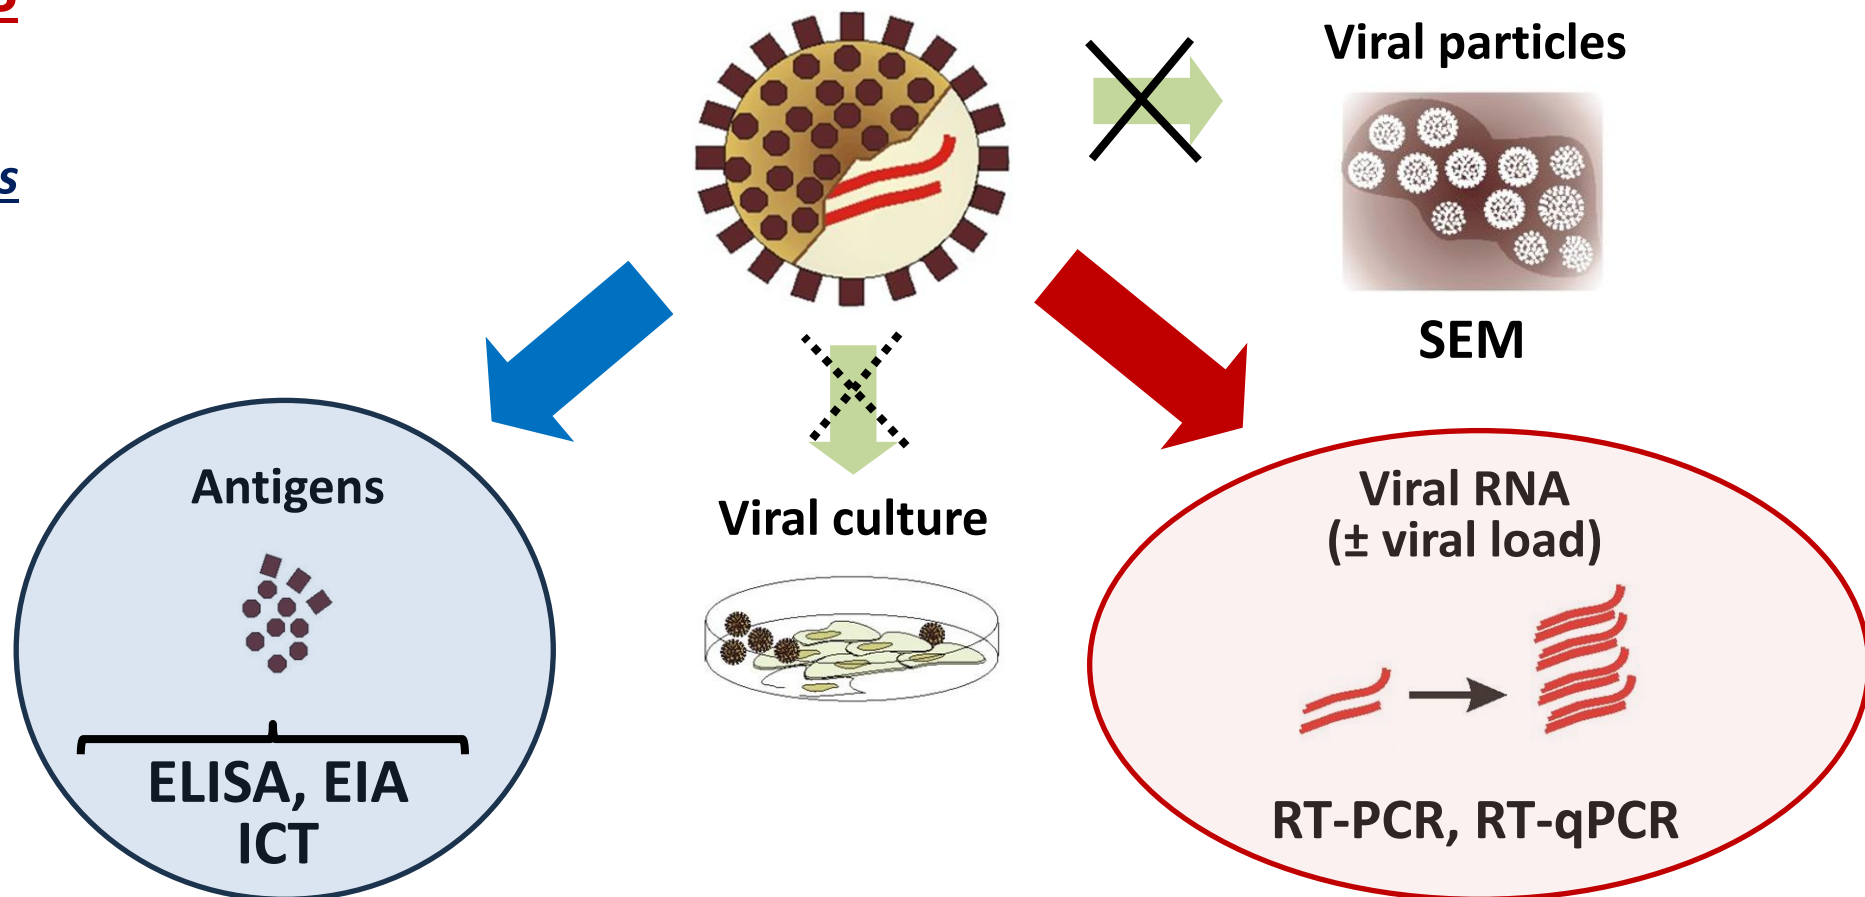 Viral particles
SEM
Antigens
ELISA, EIA
ICT
Viral culture
Viral RNA
(± viral load)
RT-PCR, RT-qPCR